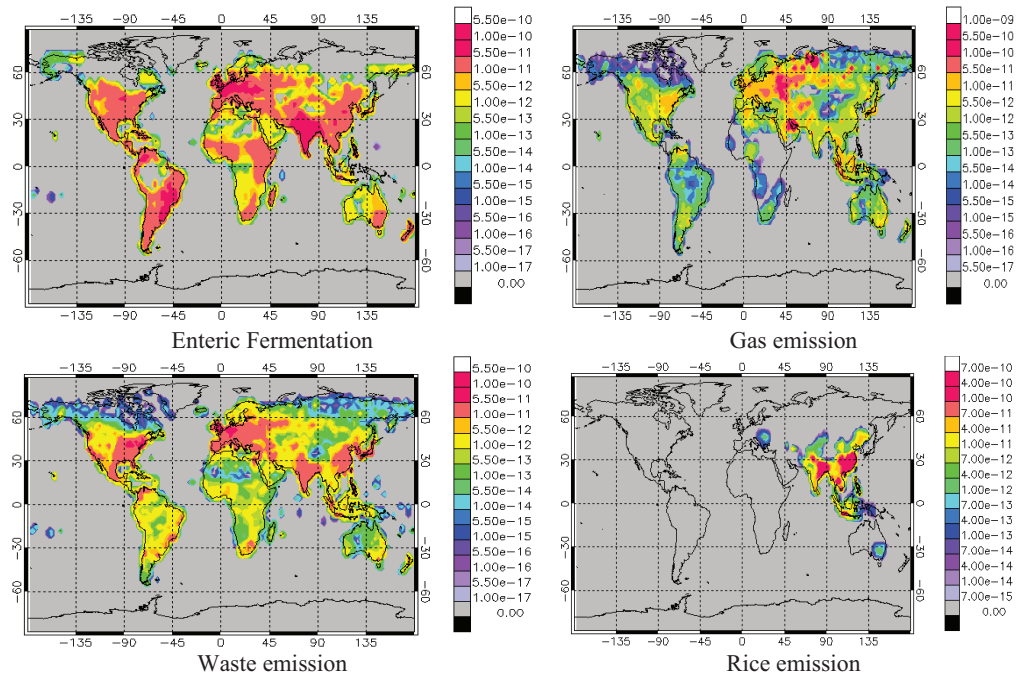 −135 −90 −45 0 45 90 135
60
30
0
−30
−60
60
30
0
−30
−60
−135 −90 −45 0 45 90 135
5.50e−10
1.00e−10
5.50e−11
1.00e−11
5.50e−12
1.00e−12
5.50e−13
1.00e−13
5.50e−14
1.00e−14
5.50e−15
1.00e−15
5.50e−16
1.00e−16
5.50e−17
1.00e−17
0.00
Enteric Fermentation
−135 −90 −45 0 45 90 135
60
30
0
−30
−60
60
30
0
−30
−60
−135 −90 −45 0 45 90 135
1.00e−09
1.00e−10
5.50e−11
1.00e−11
5.50e−12
1.00e−12
5.50e−13
1.00e−13
5.50e−14
1.00e−14
5.50e−15
1.00e−15
5.50e−16
1.00e−16
5.50e−17
1.00e−17
0.00
Gas emission
−135 −90 −45 0 45 90 135
60
30
0
−30
−60
60
30
0
−30
−60
−135 −90 −45 0 45 90 135
5.50e−10
1.00e−10
5.50e−11
1.00e−11
5.50e−12
1.00e−12
5.50e−13
1.00e−13
5.50e−14
1.00e−14
5.50e−15
1.00e−15
5.50e−16
1.00e−16
5.50e−17
1.00e−17
0.00
Waste emission
−135 −90 −45 0 45 90 135
60
30
0
−30
−60
60
30
0
−30
−60
−135 −90 −45 0 45 90 135
7.00e−10
4.00e−10
1.00e−10
7.00e−11
4.00e−11
1.00e−11
7.00e−12
4.00e−12
1.00e−12
7.00e−13
4.00e−13
1.00e−13
7.00e−14
4.00e−14
1.00e−14
7.00e−15
0.00
Rice emission